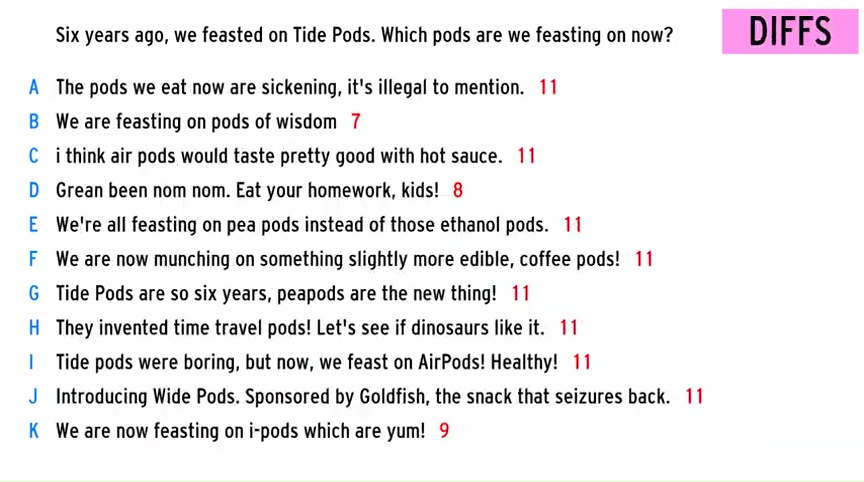 Six years ago, we feasted on Tide Pods. Which pods are we feasting on now?
DIFFS
A The pods we eat now are sickening, it's illegal to mention. 11
B We are feasting on pods of wisdom 7
C i think air pods would taste pretty good with hot sauce. 11
D Grean been nom nom. Eat your homework, kids! 8
E We're all feasting on pea pods instead of those ethanol pods. 11
F We are now munching on something slightly more edible, coffee pods! 11
G Tide Pods are so six years, peapods are the new thing! 11
H They invented time travel pods! Let's see if dinosaurs like it. 11
I Tide pods were boring, but now, we feast on AirPods! Healthy! 11
J Introducing Wide Pods. Sponsored by Goldfish, the snack that seizures back. 11
K We are now feasting on i-pods which are yum! 9